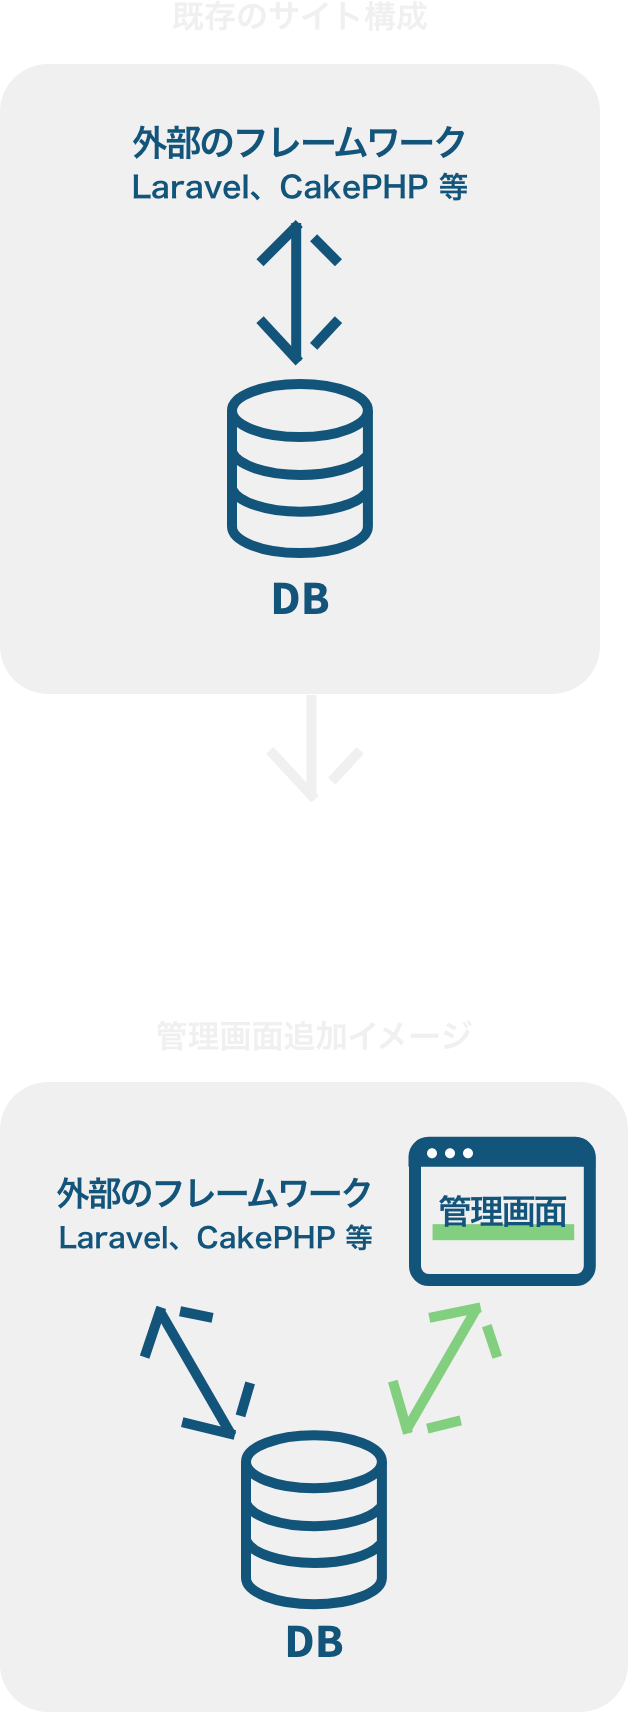 既存のサイト構成
外部のフレームワーク
Laravel、CakePHP 等
DB
管理画面追加イメージ
外部のフレームワーク
Laravel、CakePHP 等
管理画面
DB